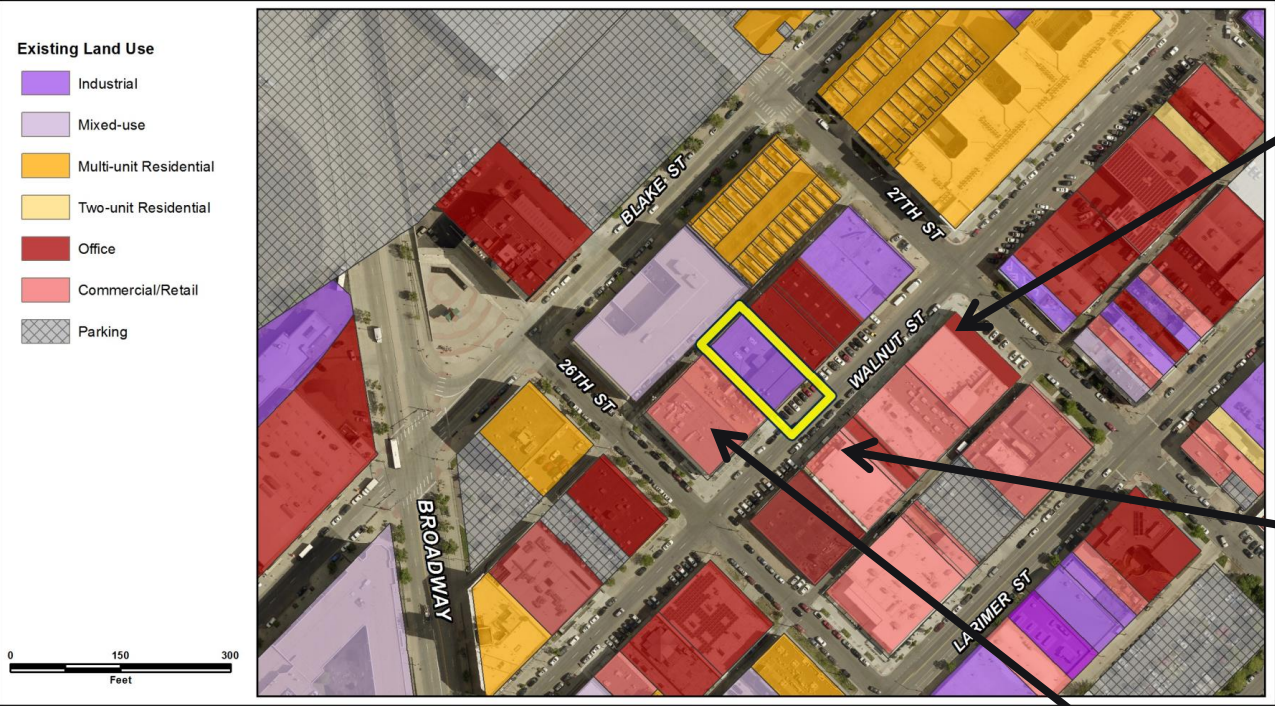 Existing Land Use
Industrial
Mixed-use
Multi-unit Residential
Two-unit Residential
Office
Commercial/Retail
Parking
0 150 300
Feet
BLAKE ST
27TH ST
WALNUT ST
26TH ST
BROADWAY
LARIMER ST